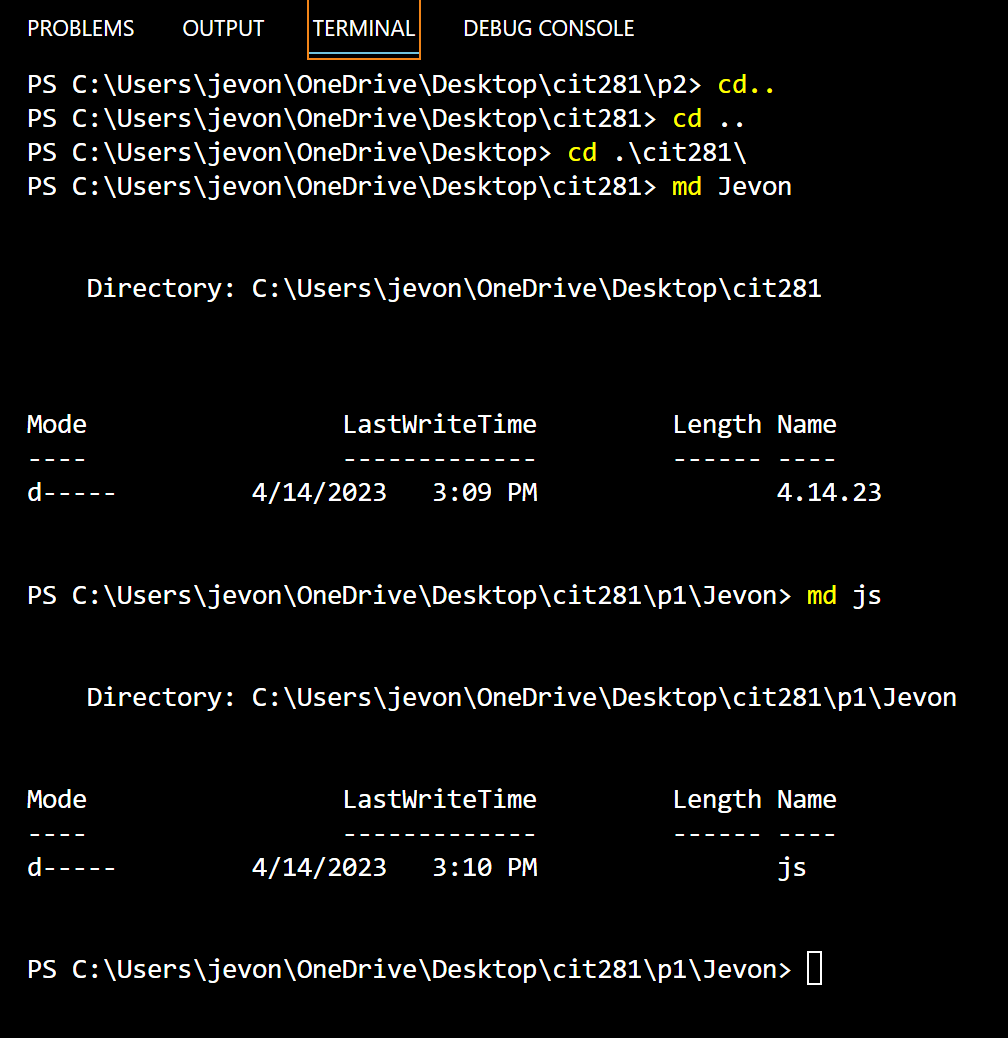 PROBLEMS OUTPUT TERMINAL DEBUG CONSOLE
PS C:\Users\jevon\OneDrive\Desktop\cit281\p2> cd..
PS C:\Users\jevon\OneDrive\Desktop\cit281> cd ..
PS C:\Users\jevon\OneDrive\Desktop> cd .\cit281\
PS C:\Users\jevon\OneDrive\Desktop\cit281> md Jevon
Directory: C:\Users\jevon\OneDrive\Desktop\cit281
Mode LastWriteTime Length Name
---- ------------- ------ ----
d----- 4/14/2023 3:09 PM 4.14.23
PS C:\Users\jevon\OneDrive\Desktop\cit281\p1\Jevon> md js
Directory: C:\Users\jevon\OneDrive\Desktop\cit281\p1\Jevon
Mode LastWriteTime Length Name
---- ------------- ------ ----
d----- 4/14/2023 3:10 PM js
PS C:\Users\jevon\OneDrive\Desktop\cit281\p1\Jevon>